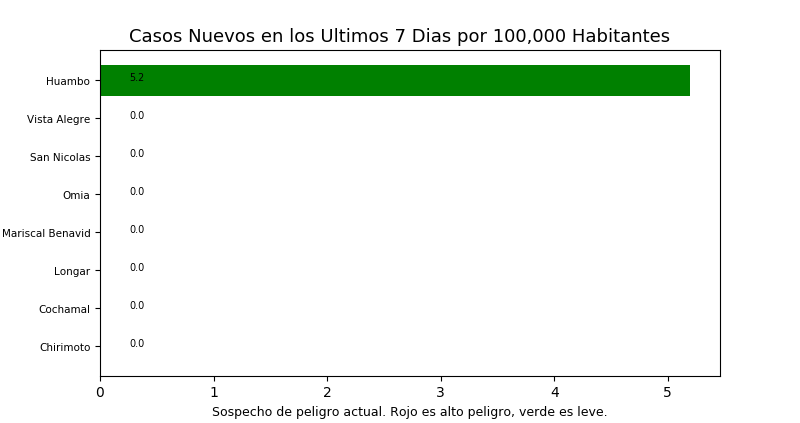 Casos Nuevos en los Ultimos 7 Dias por 100,000 Habitantes
Huambo 5.2
Vista Alegre 0.0
San Nicolas 0.0
Omia 0.0
Mariscal Benavid 0.0
Longar 0.0
Cochamal 0.0
Chirimoto 0.0
0 1 2 3 4 5
Sospecho de peligro actual. Rojo es alto peligro, verde es leve.